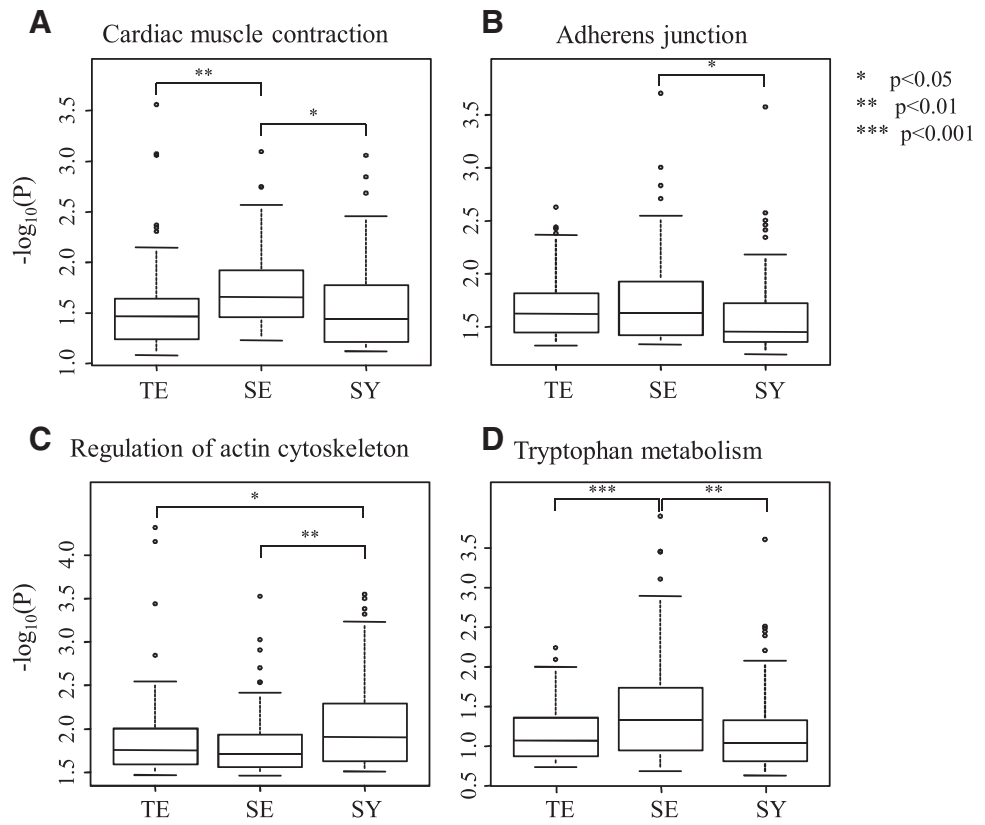 A
Cardiac muscle contraction
B
Adherens junction
* p<0.05
** p<0.01
*** p<0.001
**
*
*
-log10(P)
3.5
3.0
2.5
2.0
1.5
1.0
3.5
3.0
2.5
2.0
1.5
TE SE SY
TE SE SY
C
Regulation of actin cytoskeleton
D
Tryptophan metabolism
*
**
***
**
-log10(P)
4.0
3.5
3.0
2.5
2.0
1.5
3.5
3.0
2.5
2.0
1.5
1.0
0.5
TE SE SY
TE SE SY